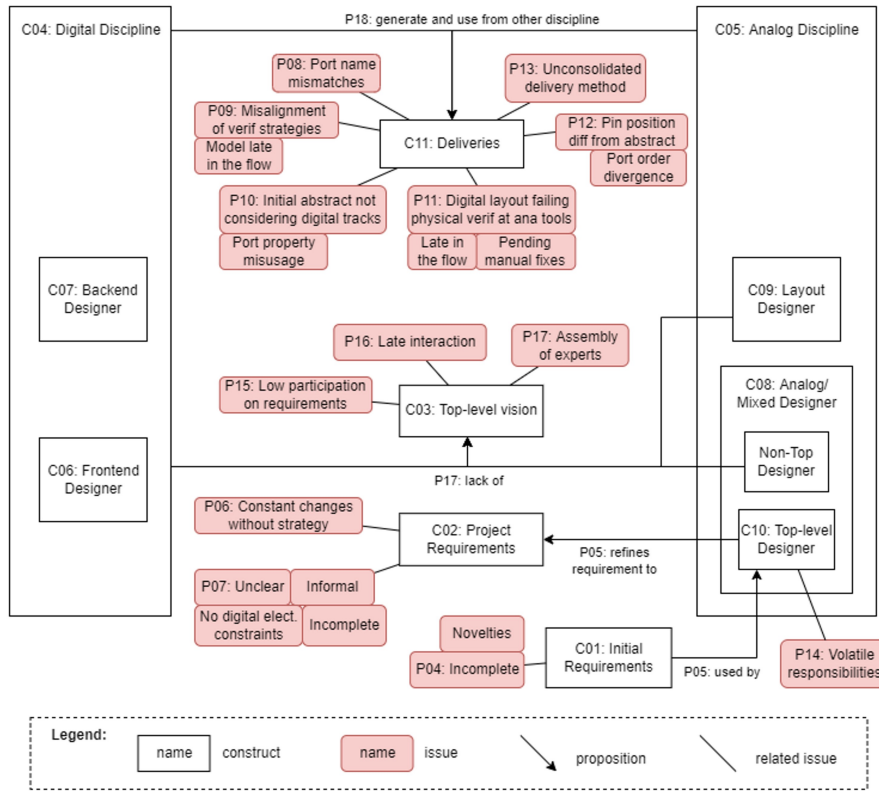 C04: Digital Discipline
P18: generate and use from other discipline
C05: Analog Discipline
P08: Port name
mismatches
P13: Unconsolidated
delivery method
P09: Misalignment
of verif strategies
Model late
in the flow
C11: Deliveries
P12: Pin position
diff from abstract
Port order
divergence
P10: Initial abstract not
considering digital tracks
Port property
misusage
P11: Digital layout failing
physical verif at ana tools
Late in
the flow
Pending
manual fixes
C07: Backend
Designer
C09: Layout
Designer
P16: Late interaction
P17: Assembly
of experts
P15: Low participation
on requirements
C03: Top-level vision
C08: Analog/
Mixed Designer
C06: Frontend
Designer
P17: lack of
Non-Top
Designer
P06: Constant changes
without strategy
C02: Project
Requirements
P05: refines
requirement to
C10: Top-level
Designer
P07: Unclear
Informal
No digital elect.
constraints
Incomplete
Novelties
P04: Incomplete
C01: Initial
Requirements
P05: used by
P14: Volatile
responsibilities
Legend:
name
construct
name
issue
proposition
related issue